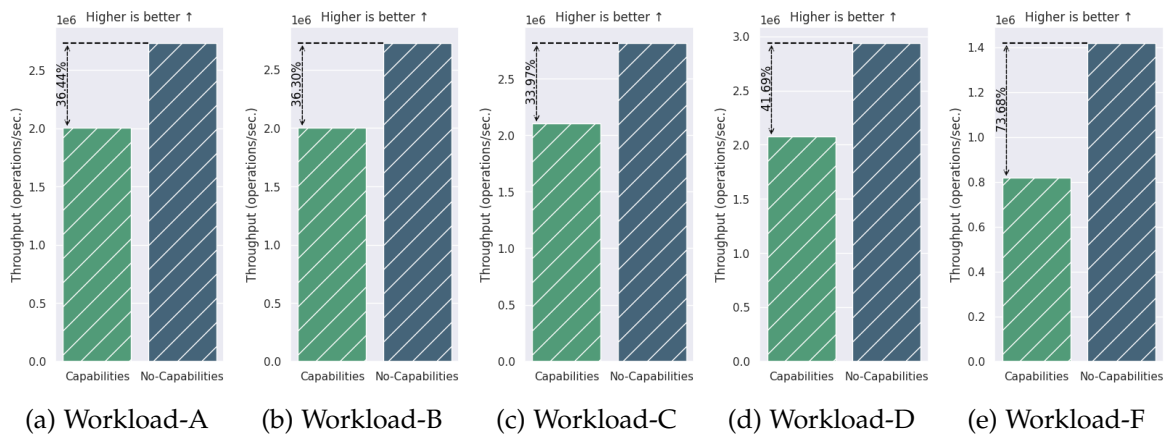 Higher is better ↑
1e6
Throughput (operations/sec.)
2.5
2.0
1.5
1.0
0.5
0.0
36.44%
Capabilities No-Capabilities
(a) Workload-A
Higher is better ↑
1e6
Throughput (operations/sec.)
2.5
2.0
1.5
1.0
0.5
0.0
36.30%
Capabilities No-Capabilities
(b) Workload-B
Higher is better ↑
1e6
Throughput (operations/sec.)
2.5
2.0
1.5
1.0
0.5
0.0
33.97%
Capabilities No-Capabilities
(c) Workload-C
Higher is better ↑
1e6
Throughput (operations/sec.)
3.0
2.5
2.0
1.5
1.0
0.5
0.0
41.69%
Capabilities No-Capabilities
(d) Workload-D
Higher is better ↑
1e6
Throughput (operations/sec.)
1.4
1.2
1.0
0.8
0.6
0.4
0.2
0.0
73.68%
Capabilities No-Capabilities
(e) Workload-F